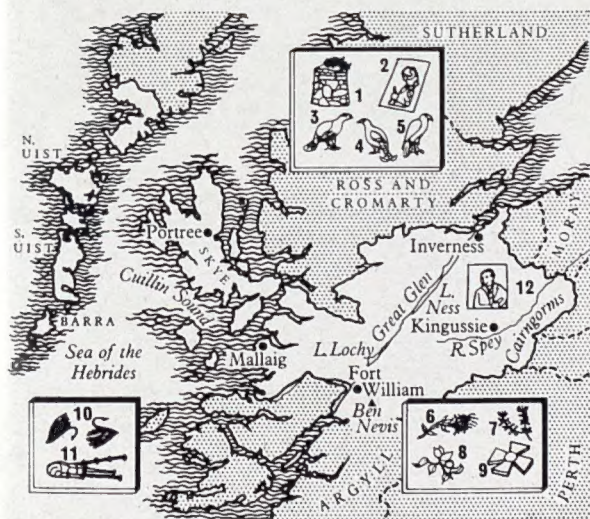 SUTHERLAND
1
2
3
4
5
N.
UIST
ROSS AND
CROMARTY
S.
UIST
Portree
SKYE
Inverness
MORAY
Cuillin Sound
BARRA
Great Glen
L.
Ness
12
Kingussie
R. Spey
Cairngorms
Sea of the
Hebrides
Mallaig
L. Lochy
Fort
William
Ben
Nevis
10
11
6
7
8
9
ARGYLL
PERTH